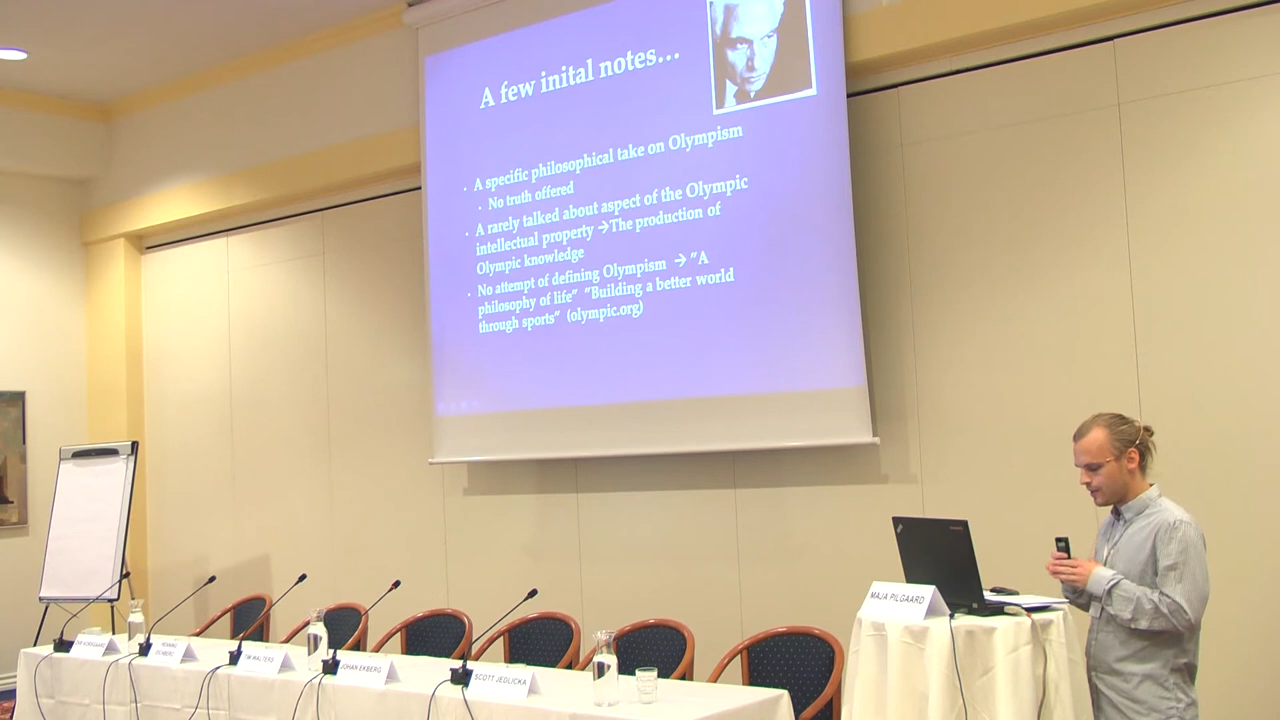 A few inital notes...
· A specific philosophical take on Olympism
· No truth offered
· A rarely talked about aspect of the Olympic
intellectual property →The production of
Olympic knowledge
· No attempt of defining Olympism → "A
philosophy of life" "Building a better world
through sports" (olympic.org)
MAJA PILGAARD
HENNING
EICHBERG
TIM WALTERS
JOHAN EKBERG
SCOTT JEDLICKA